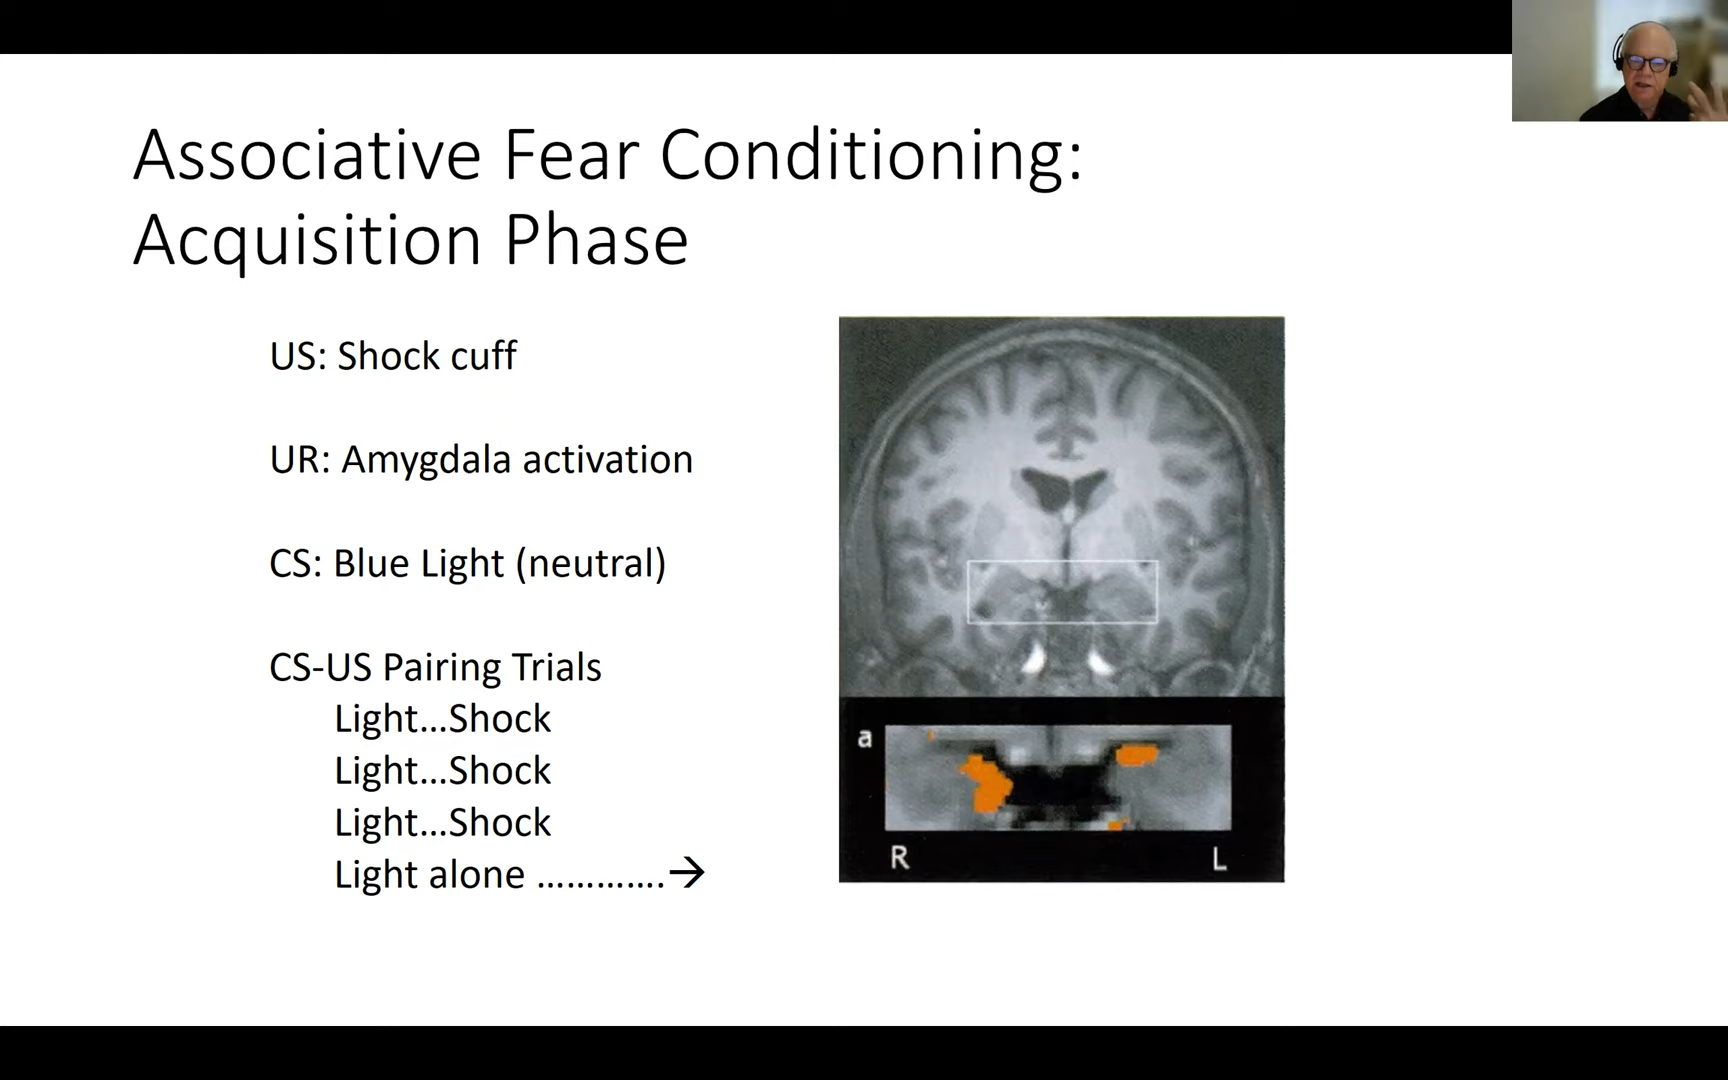 Associative Fear Conditioning:
Acquisition Phase
US: Shock cuff
UR: Amygdala activation
CS: Blue Light (neutral)
CS-US Pairing Trials
Light...Shock
Light...Shock
Light...Shock
Light alone .............→
a
R L